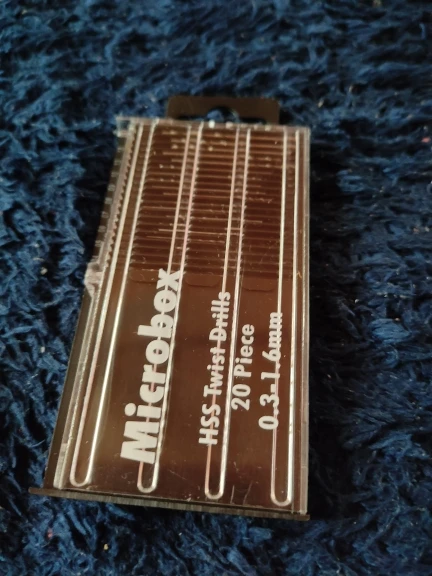 Microbox
HSS Twist Drills
20 Piece
0.3-1.6mm